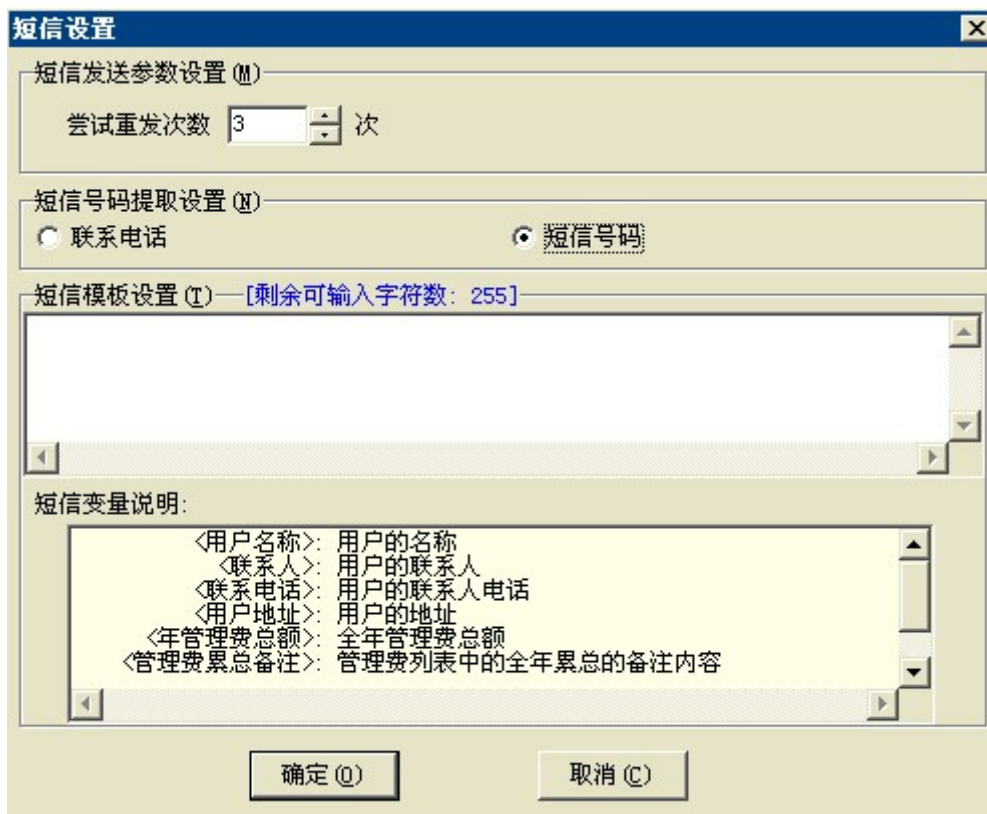 短信设置
短信发送参数设置(M)
尝试重发次数 3 次
短信号码提取设置(N)
联系电话 短信号码
短信模板设置(T) [剩余可输入字符数: 255]
短信变量说明:
<用户名称>: 用户的名称
<联系人>: 用户的联系人
<联系电话>: 用户的联系人电话
<用户地址>: 用户的地址
<年管理费总额>: 全年管理费总额
<管理费累总备注>: 管理费列表中的全年累总的备注内容
确定(O) 取消(C)